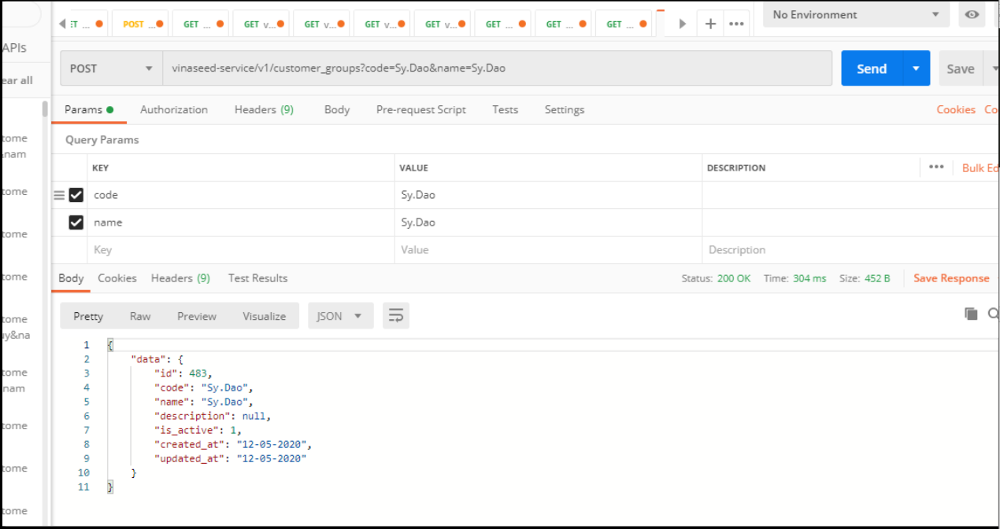 ET ... POST ... GET ... GET v... GET v... GET v... GET v... GET ... GET ... GET ... + ••• No Environment
APIs
ear all
POST vinaseed-service/v1/customer_groups?code=Sy.Dao&name=Sy.Dao Send Save
Params Authorization Headers (9) Body Pre-request Script Tests Settings Cookies Co
Query Params
KEY VALUE DESCRIPTION ••• Bulk Ed
code Sy.Dao
name Sy.Dao
Key Value Description
Body Cookies Headers (9) Test Results Status: 200 OK Time: 304 ms Size: 452 B Save Response
Pretty Raw Preview Visualize JSON
1 {
2 "data": {
3 "id": 483,
4 "code": "Sy.Dao",
5 "name": "Sy.Dao",
6 "description": null,
7 "is_active": 1,
8 "created_at": "12-05-2020",
9 "updated_at": "12-05-2020"
10 }
11 }
tome
&nam
tome
tome
tome
tome
uy&na
tome
nam
tome
tome
tome